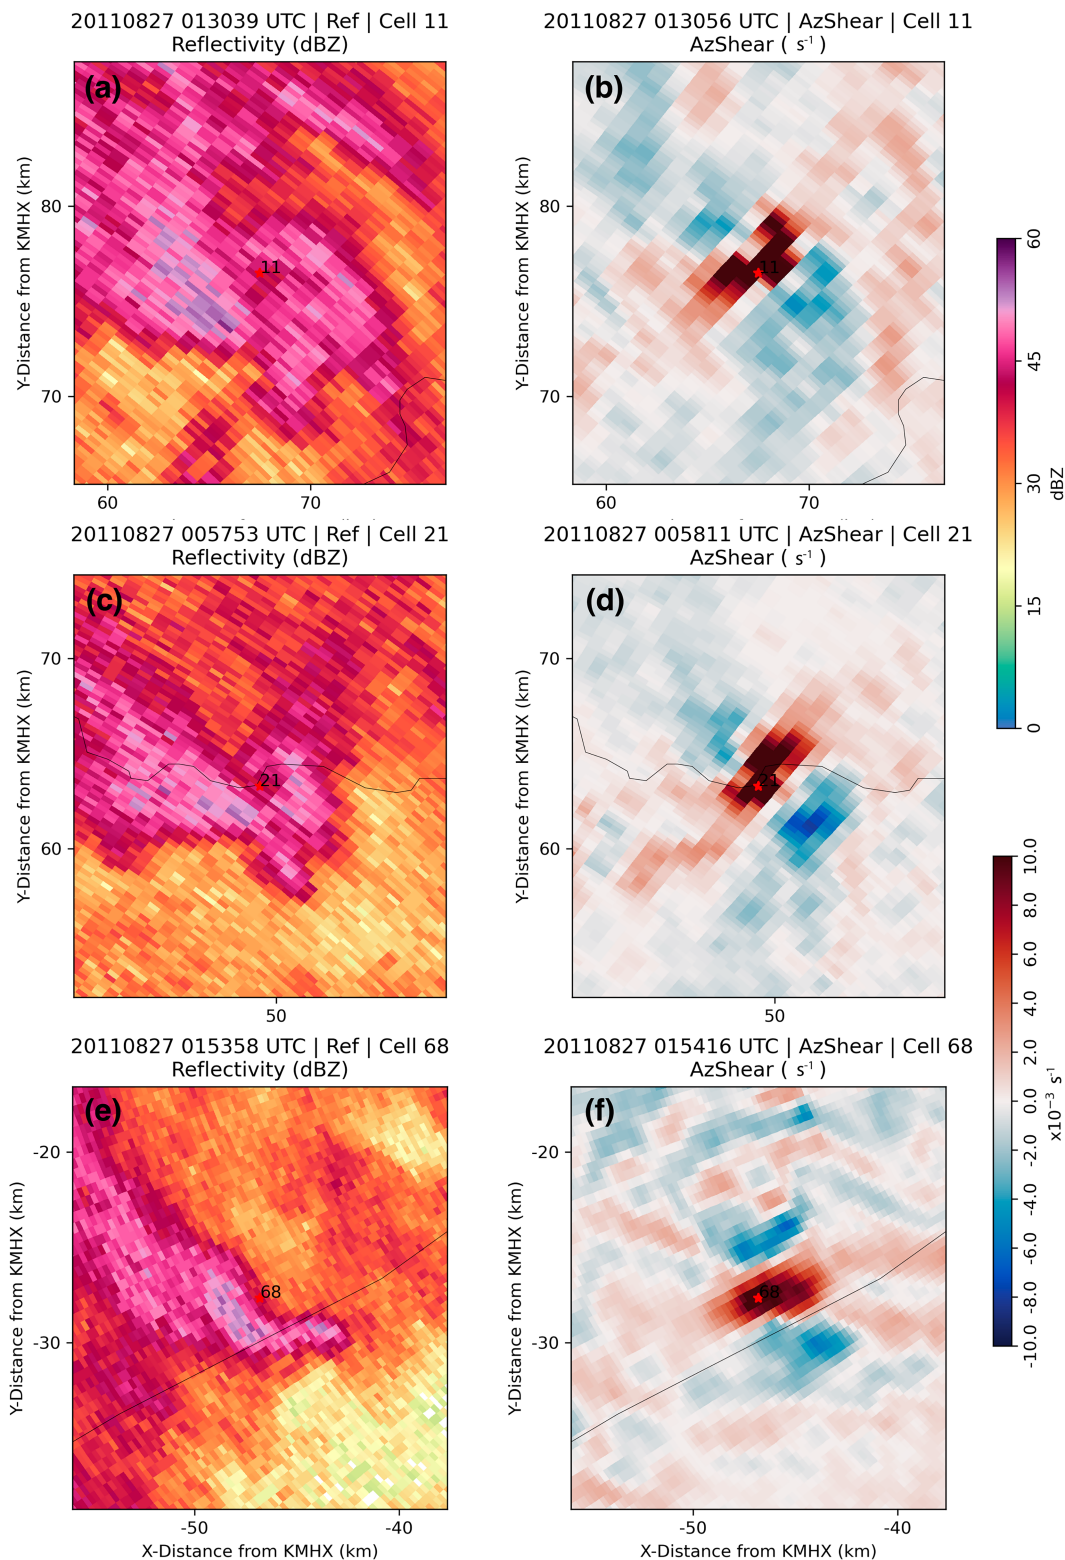 20110827 013039 UTC | Ref | Cell 11
Reflectivity (dBZ)
20110827 013056 UTC | AzShear | Cell 11
AzShear ( s⁻¹ )
(a)
(b)
Y-Distance from KMHX (km)
80
70
60
70
11
Y-Distance from KMHX (km)
80
70
60
70
11
20110827 005753 UTC | Ref | Cell 21
Reflectivity (dBZ)
20110827 005811 UTC | AzShear | Cell 21
AzShear ( s⁻¹ )
(c)
(d)
Y-Distance from KMHX (km)
70
60
50
21
Y-Distance from KMHX (km)
70
60
50
21
20110827 015358 UTC | Ref | Cell 68
Reflectivity (dBZ)
20110827 015416 UTC | AzShear | Cell 68
AzShear ( s⁻¹ )
(e)
(f)
Y-Distance from KMHX (km)
-20
-30
-50
-40
68
X-Distance from KMHX (km)
Y-Distance from KMHX (km)
-20
-30
-50
-40
68
X-Distance from KMHX (km)
60
45
30
15
0
dBZ
10.0
8.0
6.0
4.0
2.0
0.0
-2.0
-4.0
-6.0
-8.0
-10.0
x10⁻³ s⁻¹